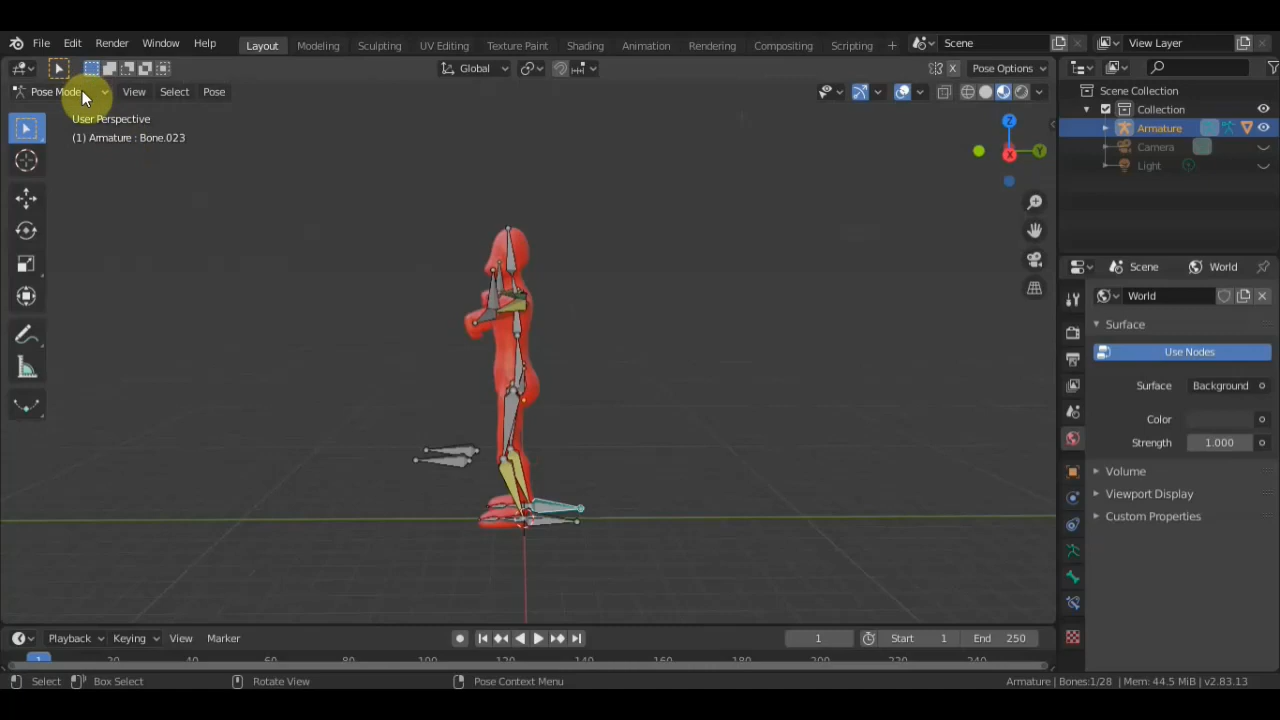 File Edit Render Window Help Layout Modeling Sculpting UV Editing Texture Paint Shading Animation Rendering Compositing Scripting + Scene View Layer
Global Pose Options
Pose Mode View Select Pose
User Perspective
(1) Armature : Bone.023
Z
X
Y
Scene Collection
Collection
Armature
Camera
Light
Scene World
World
Surface
Use Nodes
Surface Background
Color
Strength 1.000
Volume
Viewport Display
Custom Properties
Playback Keying View Marker 1 Start 1 End 250
1 20 40 60 80 100 120 140 160 180 200 220 240
Select Box Select Rotate View Pose Context Menu Armature | Bones:1/28 | Mem: 44.5 MiB | v2.83.13